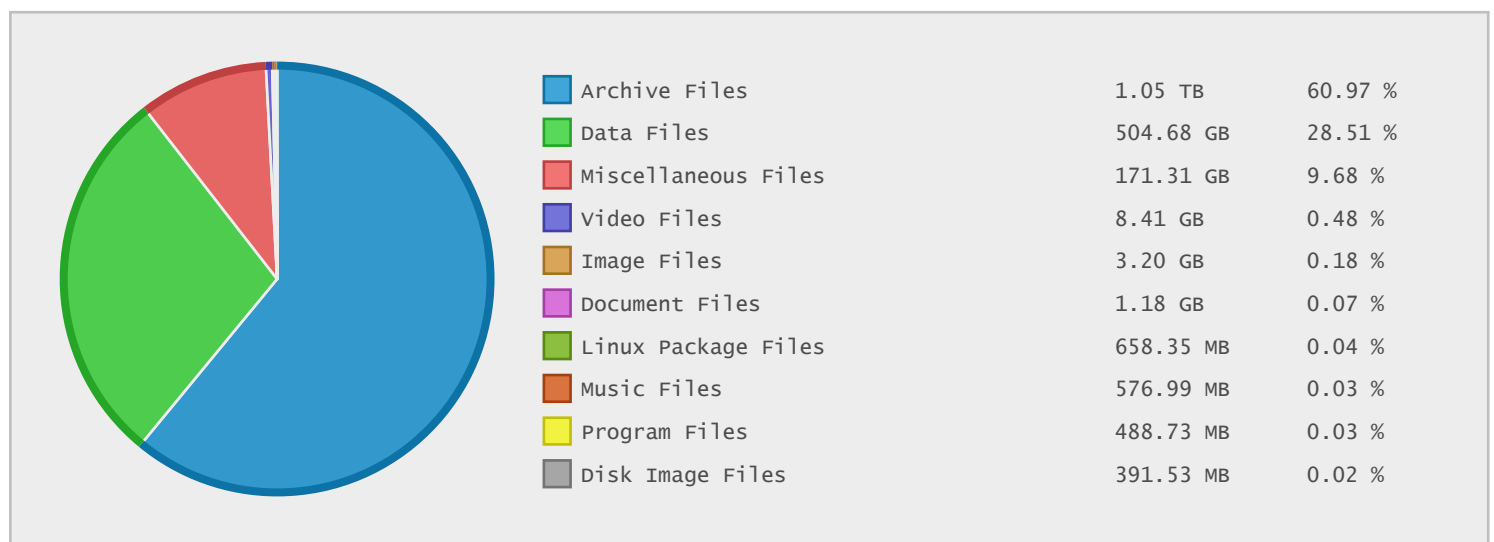 Archive Files 1.05 TB 60.97 %
Data Files 504.68 GB 28.51 %
Miscellaneous Files 171.31 GB 9.68 %
Video Files 8.41 GB 0.48 %
Image Files 3.20 GB 0.18 %
Document Files 1.18 GB 0.07 %
Linux Package Files 658.35 MB 0.04 %
Music Files 576.99 MB 0.03 %
Program Files 488.73 MB 0.03 %
Disk Image Files 391.53 MB 0.02 %